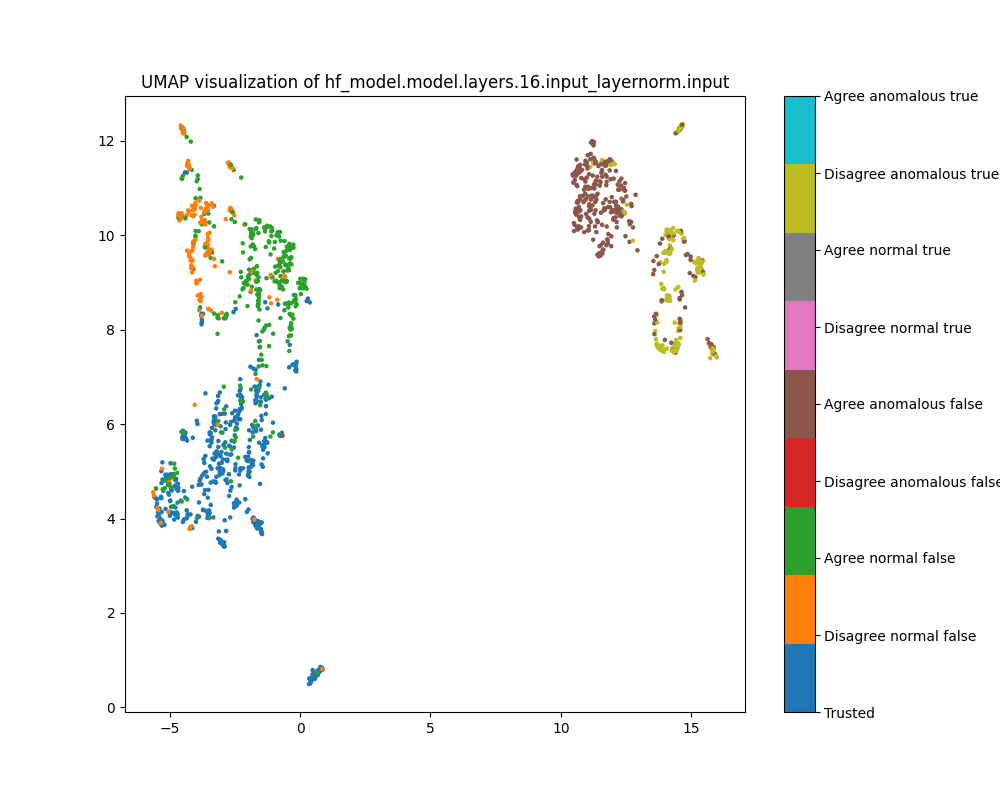 UMAP visualization of hf_model.model.layers.16.input_layernorm.input
12
10
8
6
4
2
0
−5
0
5
10
15
Agree anomalous true
Disagree anomalous true
Agree normal true
Disagree normal true
Agree anomalous false
Disagree anomalous false
Agree normal false
Disagree normal false
Trusted